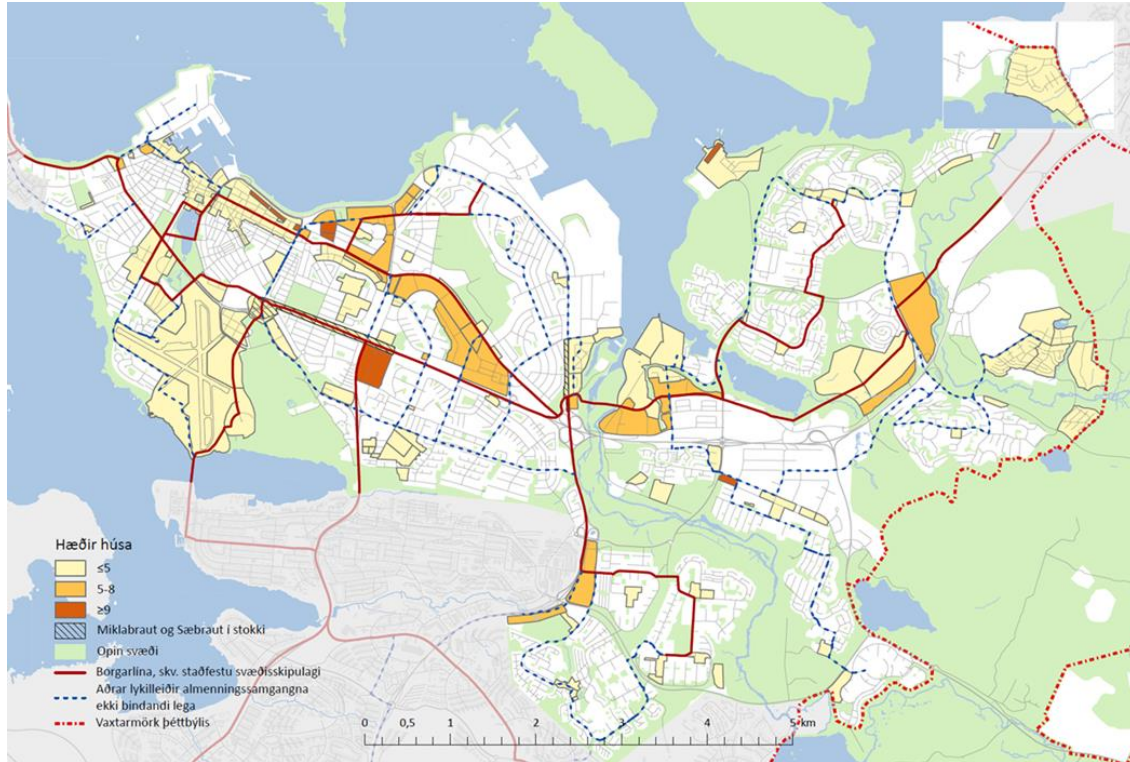 Hæðir húsa
≤5
5-8
≥9
Miklabraut og Sæbraut í stokki
Opin svæði
Borgarlína, skv. staðfestu svæðisskipulagi
Aðrar lykilleiðir almenningssamgangna
ekki bindandi lega
Vaxtarmörk þéttbýlis
0 0,5 1 2 3 4 5 km